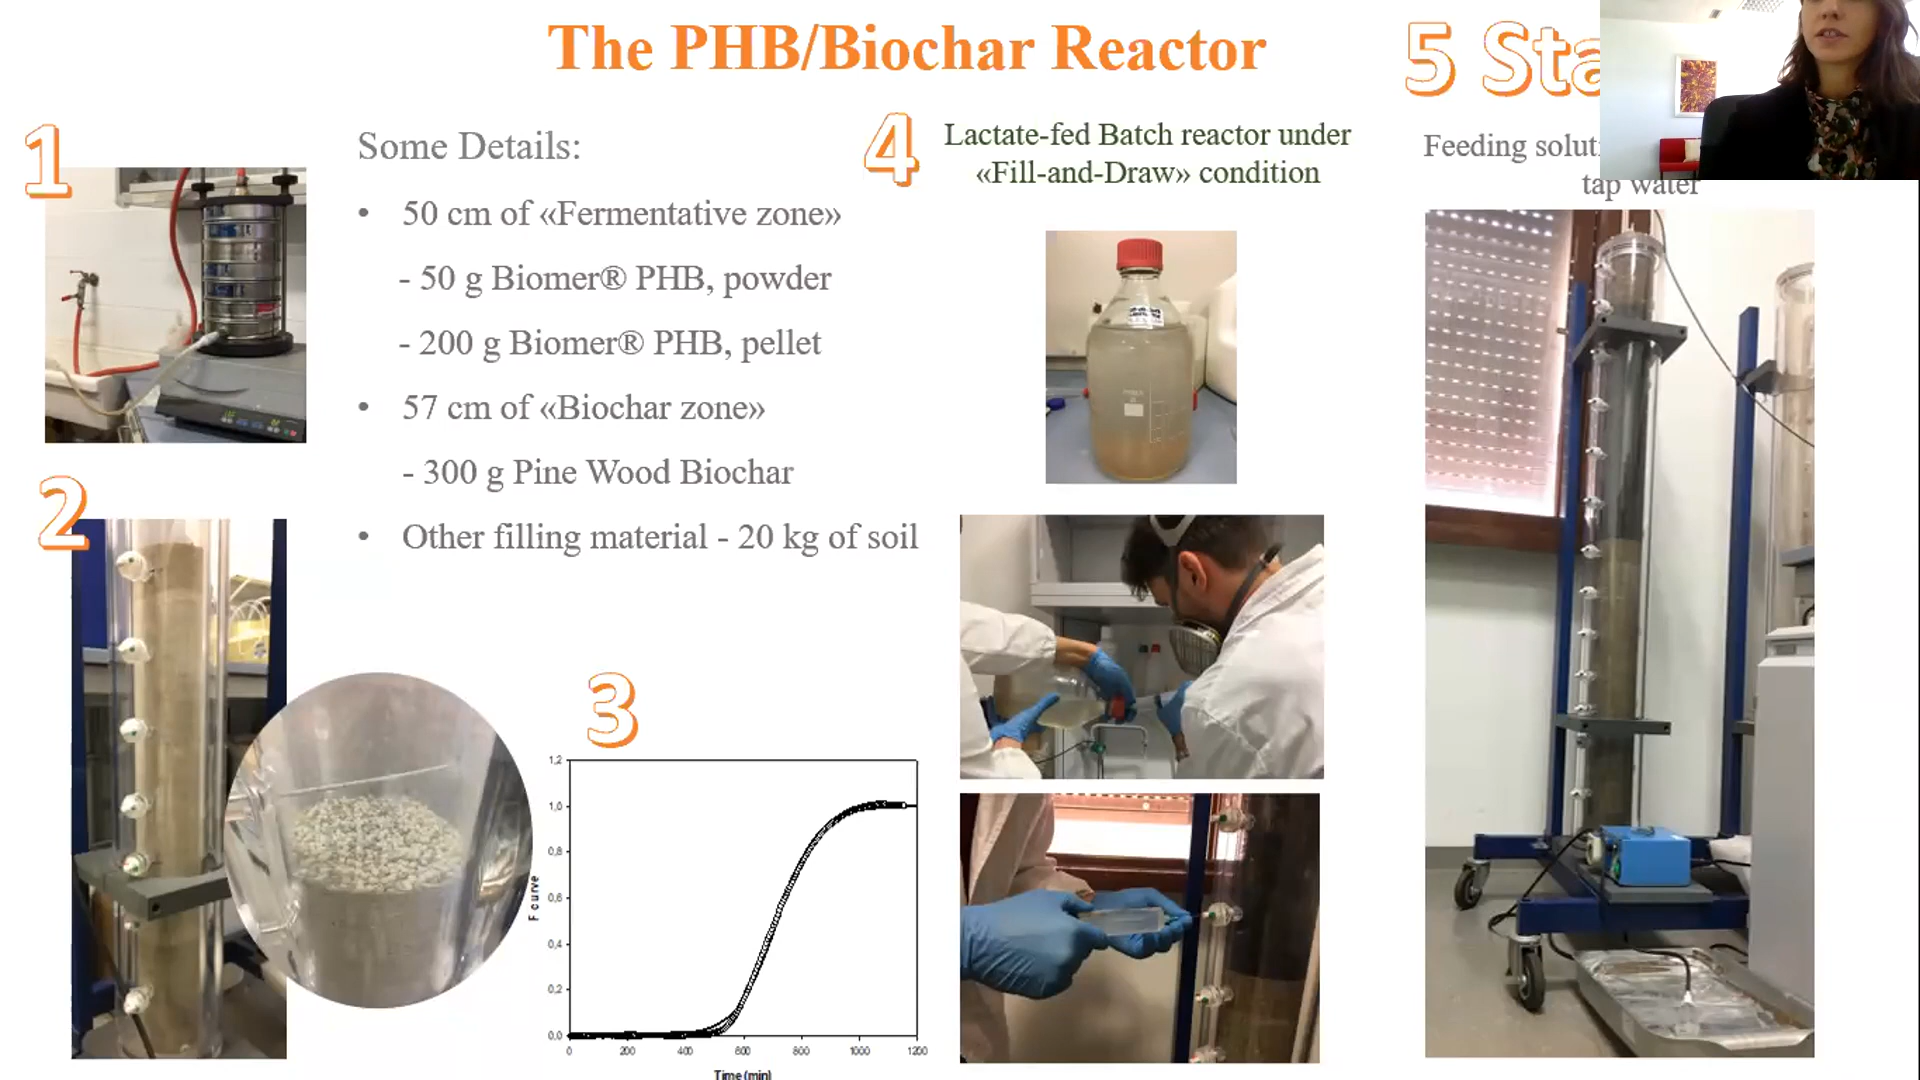 The PHB/Biochar Reactor
1
Some Details:
• 50 cm of «Fermentative zone»
- 50 g Biomer® PHB, powder
- 200 g Biomer® PHB, pellet
• 57 cm of «Biochar zone»
- 300 g Pine Wood Biochar
• Other filling material - 20 kg of soil
2
3
1,2
1,0
0,8
0,6
0,4
0,2
0,0
F curve
0 200 400 600 800 1000 1200
Time (min)
4
Lactate-fed Batch reactor under
«Fill-and-Draw» condition
5
Feeding
tap water